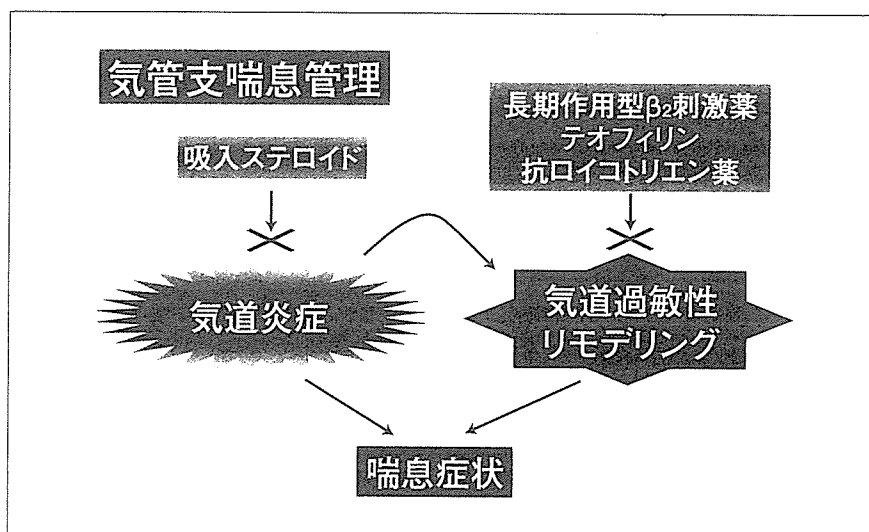 気管支喘息管理
吸入ステロイド
長期作用型β₂刺激薬
テオフィリン
抗ロイコトリエン薬
気道炎症
気道過敏性
リモデリング
喘息症状